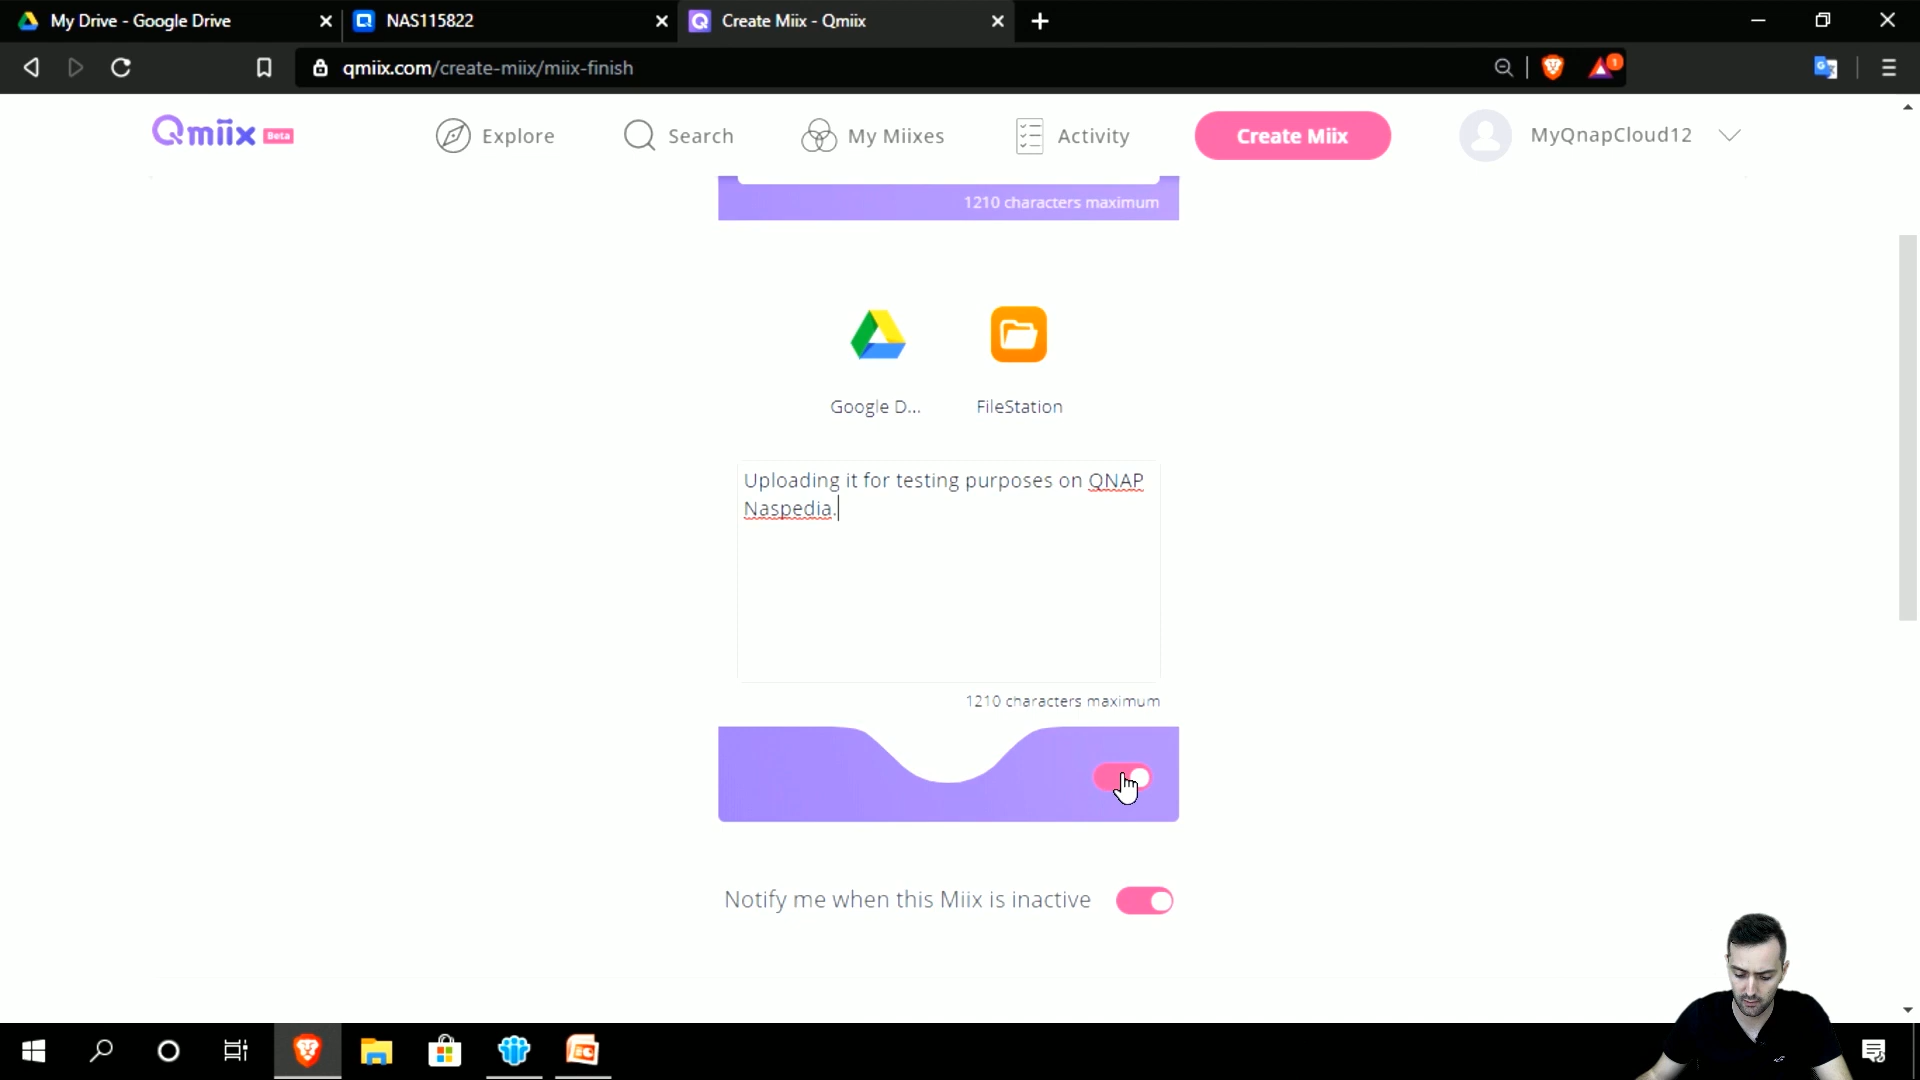 My Drive - Google Drive
NAS115822
Create Miix - Qmiix
qmiix.com/create-miix/miix-finish
1
Qmiix Beta
Explore
Search
My Miixes
Activity
Create Miix
MyQnapCloud12
1210 characters maximum
Google D...
FileStation
Uploading it for testing purposes on QNAP
Naspedia.
1210 characters maximum
Notify me when this Miix is inactive